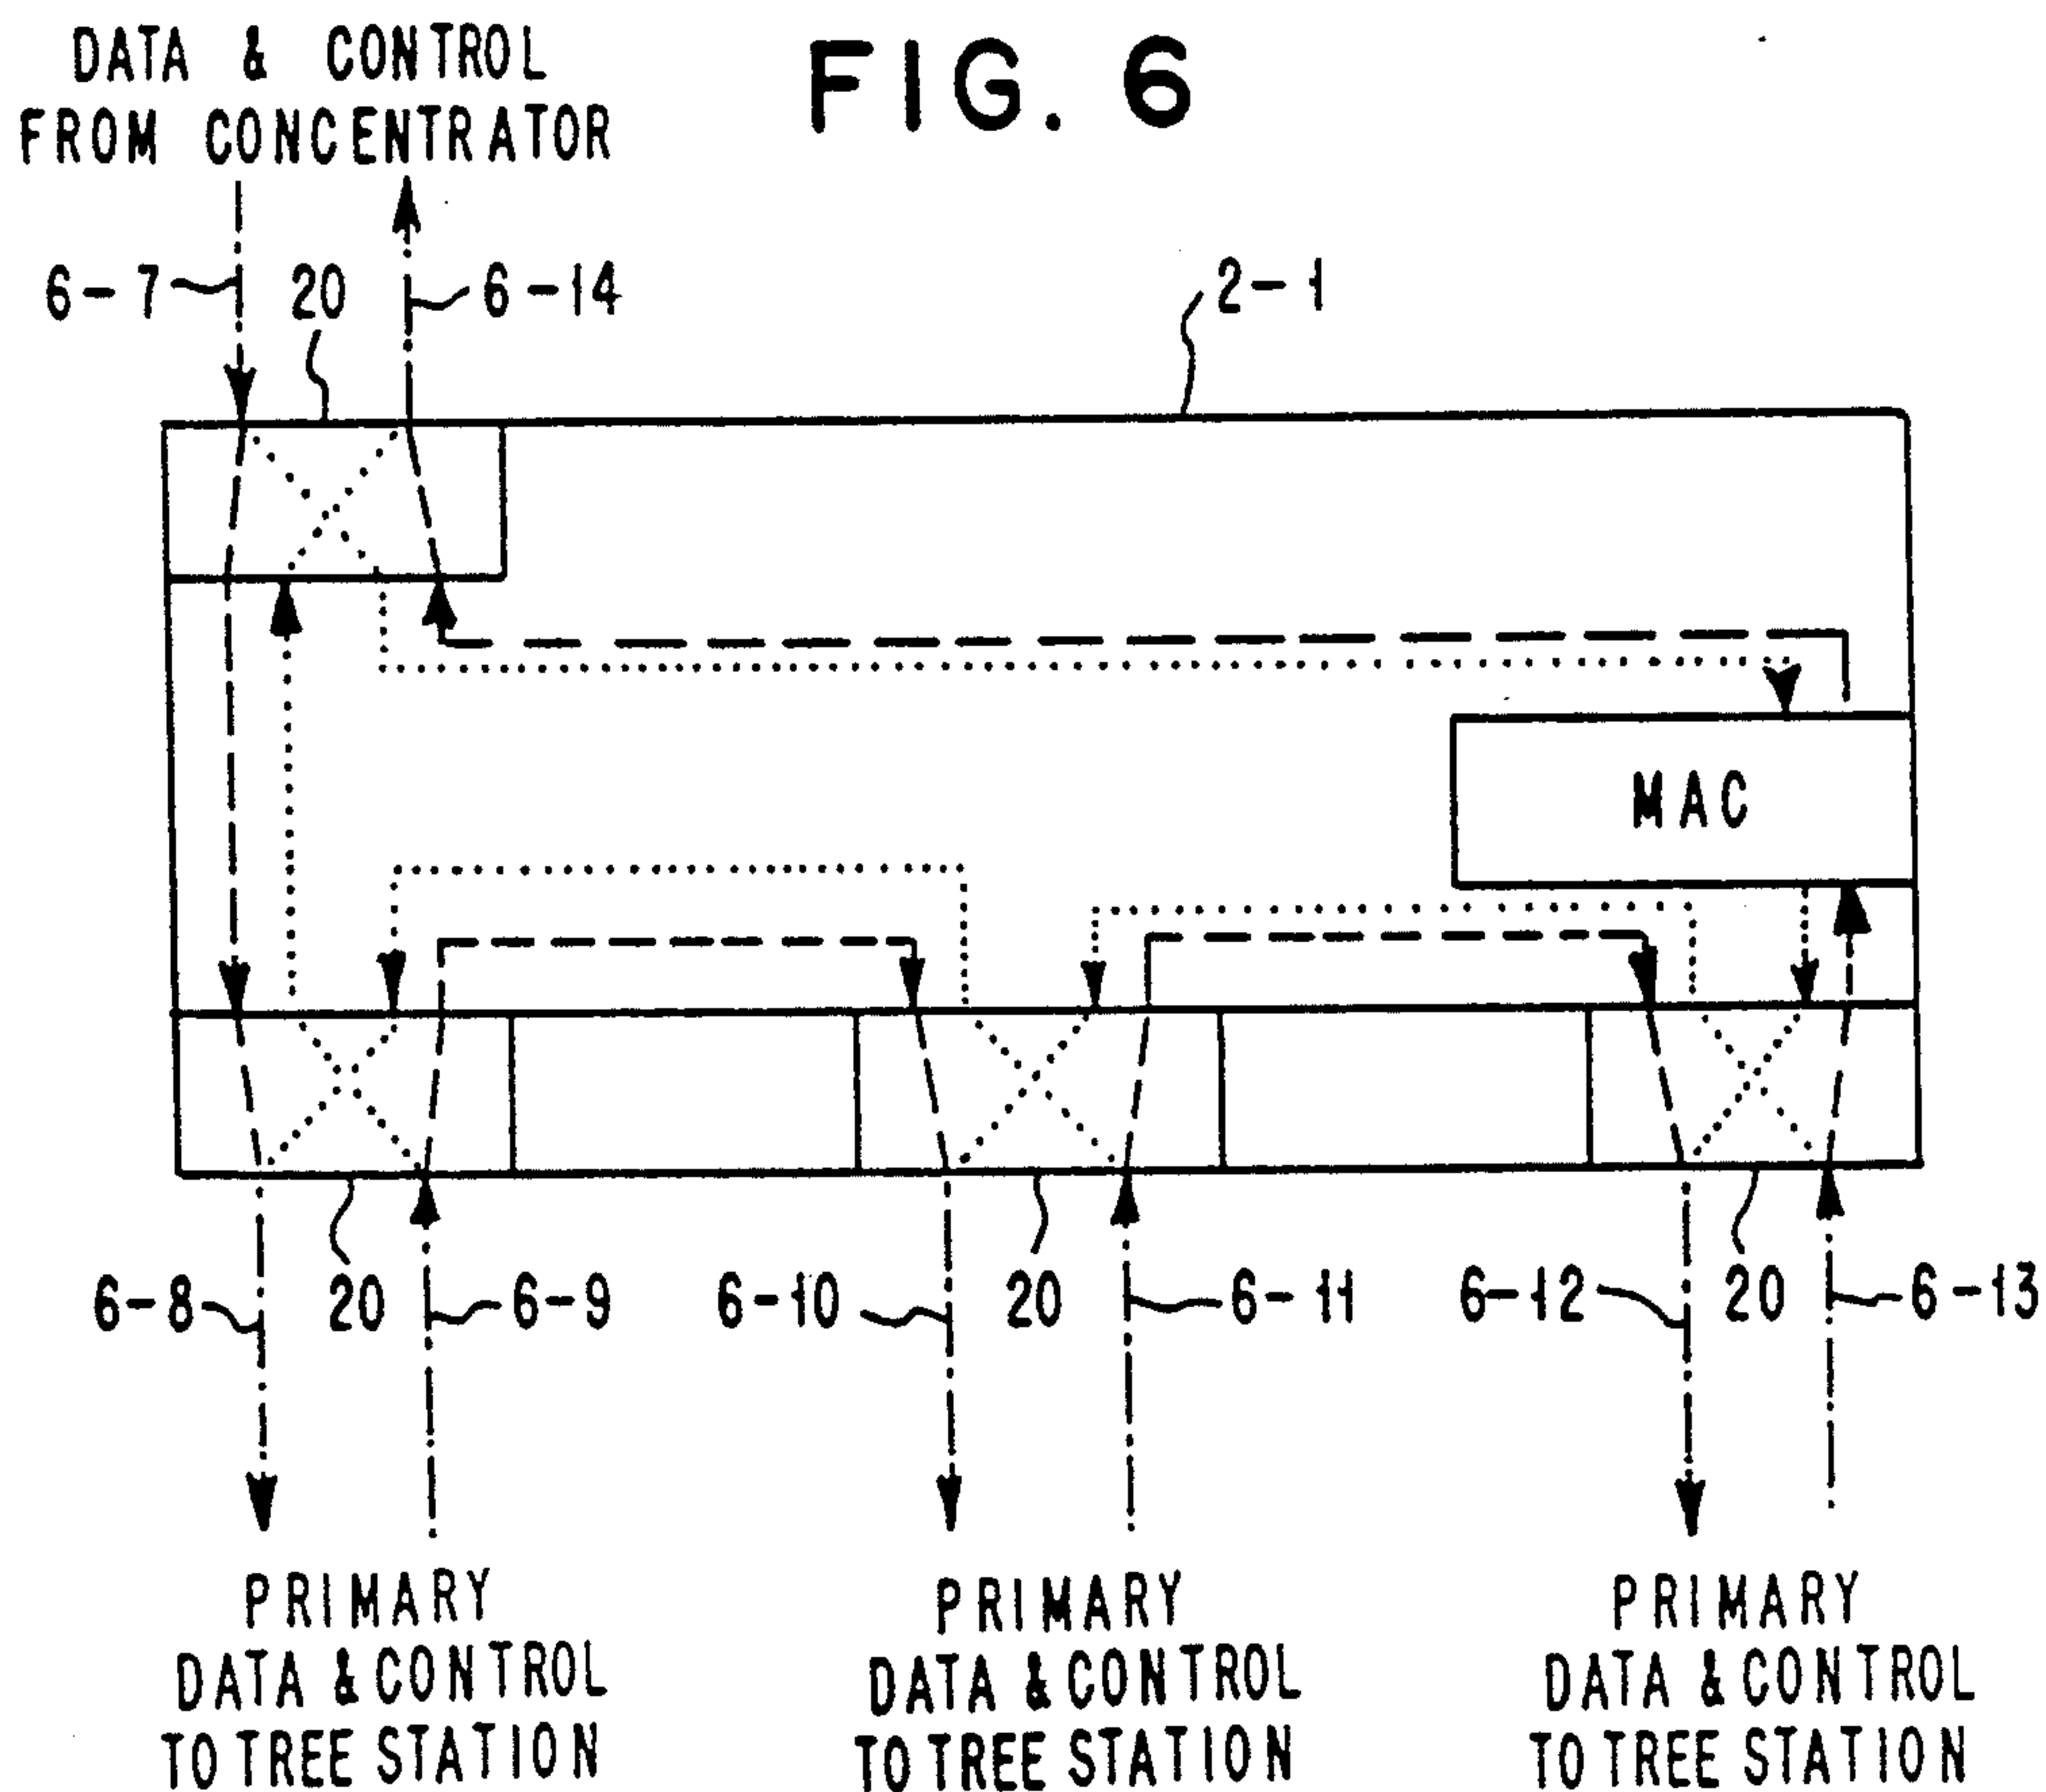 FIG. 6
DATA & CONTROL
FROM CONCENTRATOR
6-7
20
6-14
2-1
MAC
6-8
20
6-9
6-10
20
6-11
6-12
20
6-13
PRIMARY
DATA & CONTROL
TO TREE STATION
PRIMARY
DATA & CONTROL
TO TREE STATION
PRIMARY
DATA & CONTROL
TO TREE STATION